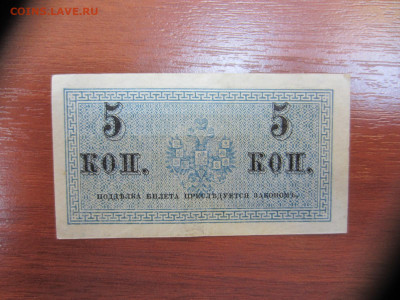 COINS.LAVE.RU
5 5
КОП. КОП.
ПОДДѢЛКА БИЛЕТА ПРЕСЛѢДУЕТСЯ ЗАКОНОМЪ.